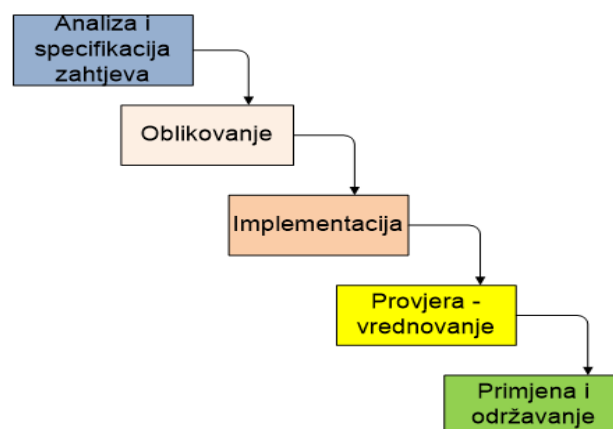 Analiza i
specifikacija
zahtjeva
Oblikovanje
Implementacija
Provjera -
vrednovanje
Primjena i
održavanje